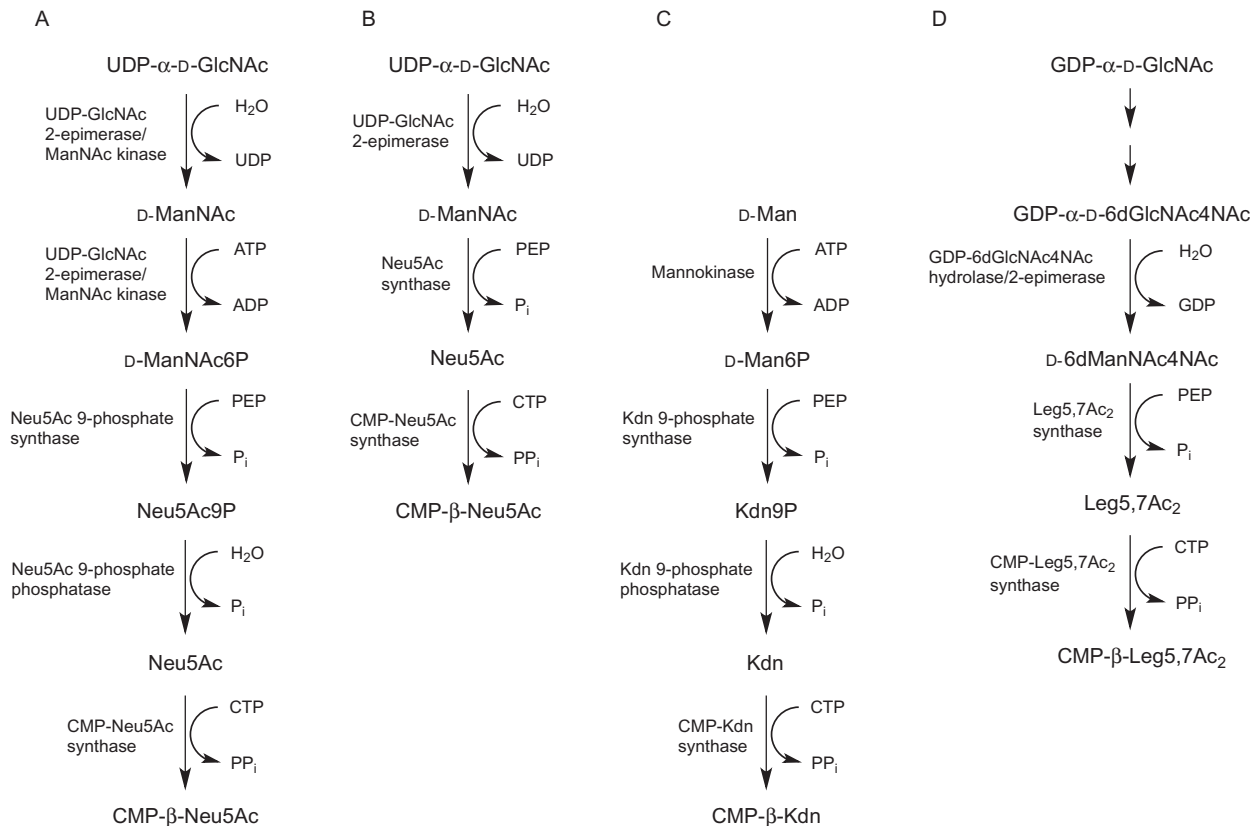 A
UDP-α-D-GlcNAc
UDP-GlcNAc
2-epimerase/
ManNAc kinase
H₂O
UDP
D-ManNAc
UDP-GlcNAc
2-epimerase/
ManNAc kinase
ATP
ADP
D-ManNAc6P
Neu5Ac 9-phosphate
synthase
PEP
Pᵢ
Neu5Ac9P
Neu5Ac 9-phosphate
phosphatase
H₂O
Pᵢ
Neu5Ac
CMP-Neu5Ac
synthase
CTP
PPᵢ
CMP-β-Neu5Ac
B
UDP-α-D-GlcNAc
UDP-GlcNAc
2-epimerase
H₂O
UDP
D-ManNAc
Neu5Ac
synthase
PEP
Pᵢ
Neu5Ac
CMP-Neu5Ac
synthase
CTP
PPᵢ
CMP-β-Neu5Ac
C
D-Man
Mannokinase
ATP
ADP
D-Man6P
Kdn 9-phosphate
synthase
PEP
Pᵢ
Kdn9P
Kdn 9-phosphate
phosphatase
H₂O
Pᵢ
Kdn
CMP-Kdn
synthase
CTP
PPᵢ
CMP-β-Kdn
D
GDP-α-D-GlcNAc
GDP-α-D-6dGlcNAc4NAc
GDP-6dGlcNAc4NAc
hydrolase/2-epimerase
H₂O
GDP
D-6dManNAc4NAc
Leg5,7Ac₂
synthase
PEP
Pᵢ
Leg5,7Ac₂
CMP-Leg5,7Ac₂
synthase
CTP
PPᵢ
CMP-β-Leg5,7Ac₂